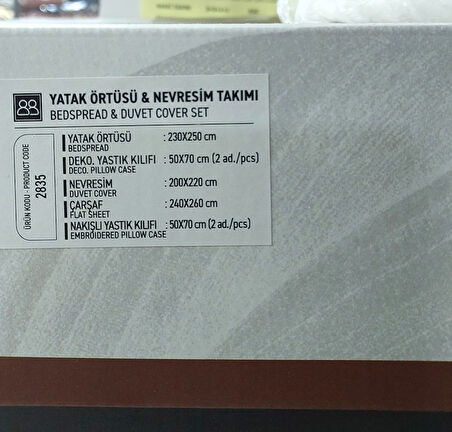 YATAK ÖRTÜSÜ & NEVRESİM TAKIMI
BEDSPREAD & DUVET COVER SET
ÜRÜN KODU - PRODUCT CODE
2835
YATAK ÖRTÜSÜ : 230X250 cm
BEDSPREAD
DEKO. YASTIK KILIFI : 50X70 cm (2 ad./pcs)
DECO. PILLOW CASE
NEVRESİM : 200X220 cm
DUVET COVER
ÇARŞAF : 240X260 cm
FLAT SHEET
NAKIŞLI YASTIK KILIFI : 50X70 cm (2 ad./pcs)
EMBROIDERED PILLOW CASE